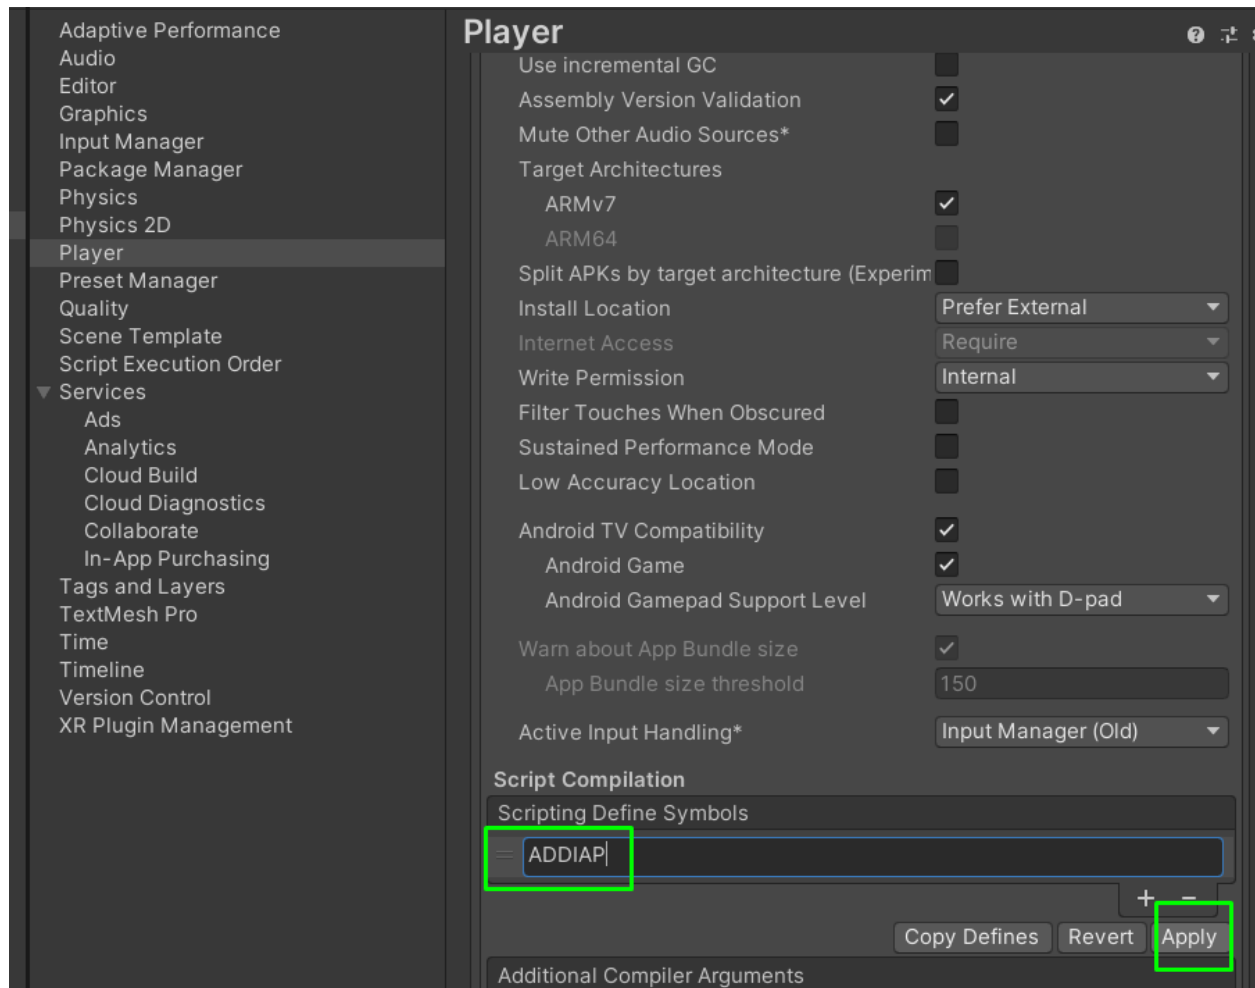 Adaptive Performance
Audio
Editor
Graphics
Input Manager
Package Manager
Physics
Physics 2D
Player
Preset Manager
Quality
Scene Template
Script Execution Order
Services
Ads
Analytics
Cloud Build
Cloud Diagnostics
Collaborate
In-App Purchasing
Tags and Layers
TextMesh Pro
Time
Timeline
Version Control
XR Plugin Management
Player
Use incremental GC
Assembly Version Validation
Mute Other Audio Sources*
Target Architectures
ARMv7
ARM64
Split APKs by target architecture (Experim
Install Location Prefer External
Internet Access Require
Write Permission Internal
Filter Touches When Obscured
Sustained Performance Mode
Low Accuracy Location
Android TV Compatibility
Android Game
Android Gamepad Support Level Works with D-pad
Warn about App Bundle size
App Bundle size threshold 150
Active Input Handling* Input Manager (Old)
Script Compilation
Scripting Define Symbols
ADDIAP
+ −
Copy Defines Revert Apply
Additional Compiler Arguments